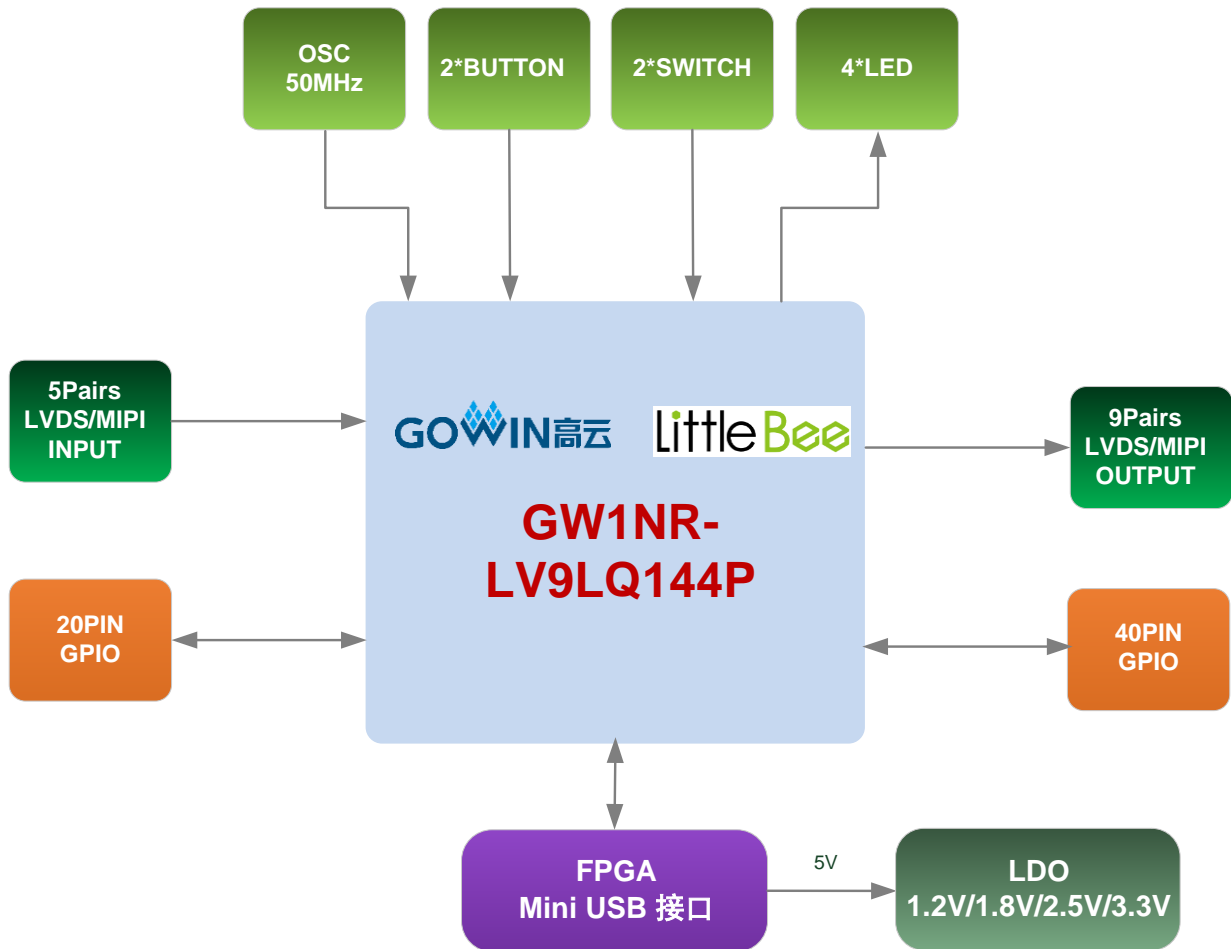 OSC
50MHz
2*BUTTON
2*SWITCH
4*LED
5Pairs
LVDS/MIPI
INPUT
GOWIN高云
LittleBee
9Pairs
LVDS/MIPI
OUTPUT
GW1NR-
LV9LQ144P
20PIN
GPIO
40PIN
GPIO
FPGA
Mini USB 接口
5V
LDO
1.2V/1.8V/2.5V/3.3V